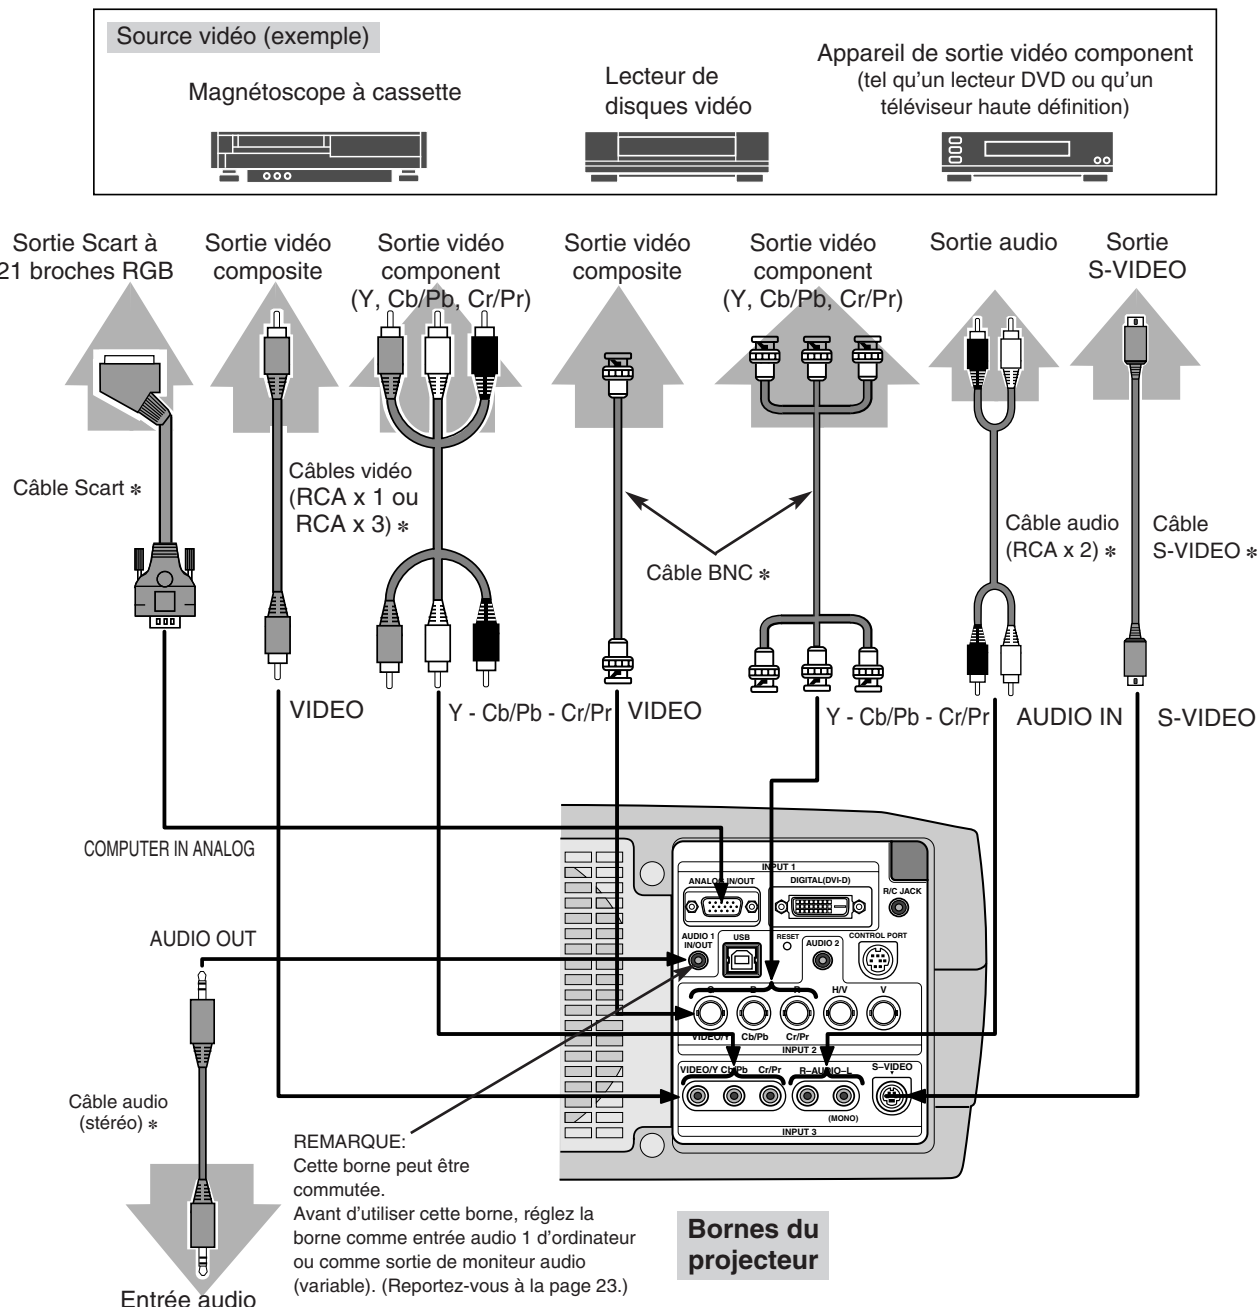 Source vidéo (exemple)
Magnétoscope à cassette
Lecteur de
disques vidéo
Appareil de sortie vidéo component
(tel qu'un lecteur DVD ou qu'un
téléviseur haute définition)
Sortie Scart à
21 broches RGB
Sortie vidéo
composite
Sortie vidéo
component
(Y, Cb/Pb, Cr/Pr)
Sortie vidéo
composite
Sortie vidéo
component
(Y, Cb/Pb, Cr/Pr)
Sortie audio
Sortie
S-VIDEO
Câble Scart *
Câbles vidéo
(RCA x 1 ou
RCA x 3) *
Câble BNC *
Câble audio
(RCA x 2) *
Câble
S-VIDEO *
VIDEO
Y - Cb/Pb - Cr/Pr
VIDEO
Y - Cb/Pb - Cr/Pr
AUDIO IN
S-VIDEO
COMPUTER IN ANALOG
INPUT 1
ANALOG IN/OUT
DIGITAL(DVI-D)
R/C JACK
AUDIO OUT
AUDIO 1
IN/OUT
USB
RESET
AUDIO 2
CONTROL PORT
G
B
R
H/V
V
VIDEO/Y
Cb/Pb
Cr/Pr
INPUT 2
VIDEO/Y
Cb/Pb
Cr/Pr
R–AUDIO–L
S–VIDEO
(MONO)
INPUT 3
Câble audio
(stéréo) *
REMARQUE:
Cette borne peut être
commutée.
Avant d'utiliser cette borne, réglez la
borne comme entrée audio 1 d'ordinateur
ou comme sortie de moniteur audio
(variable). (Reportez-vous à la page 23.)
Bornes du
projecteur
Entrée audio